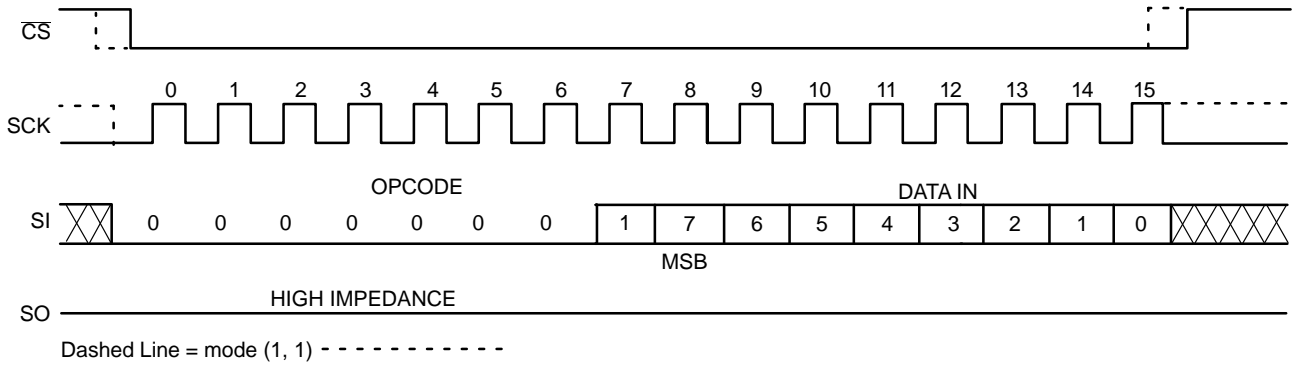 CS
0 1 2 3 4 5 6 7 8 9 10 11 12 13 14 15
SCK
OPCODE DATA IN
SI 0 0 0 0 0 0 0 1 7 6 5 4 3 2 1 0
MSB
HIGH IMPEDANCE
SO
Dashed Line = mode (1, 1)